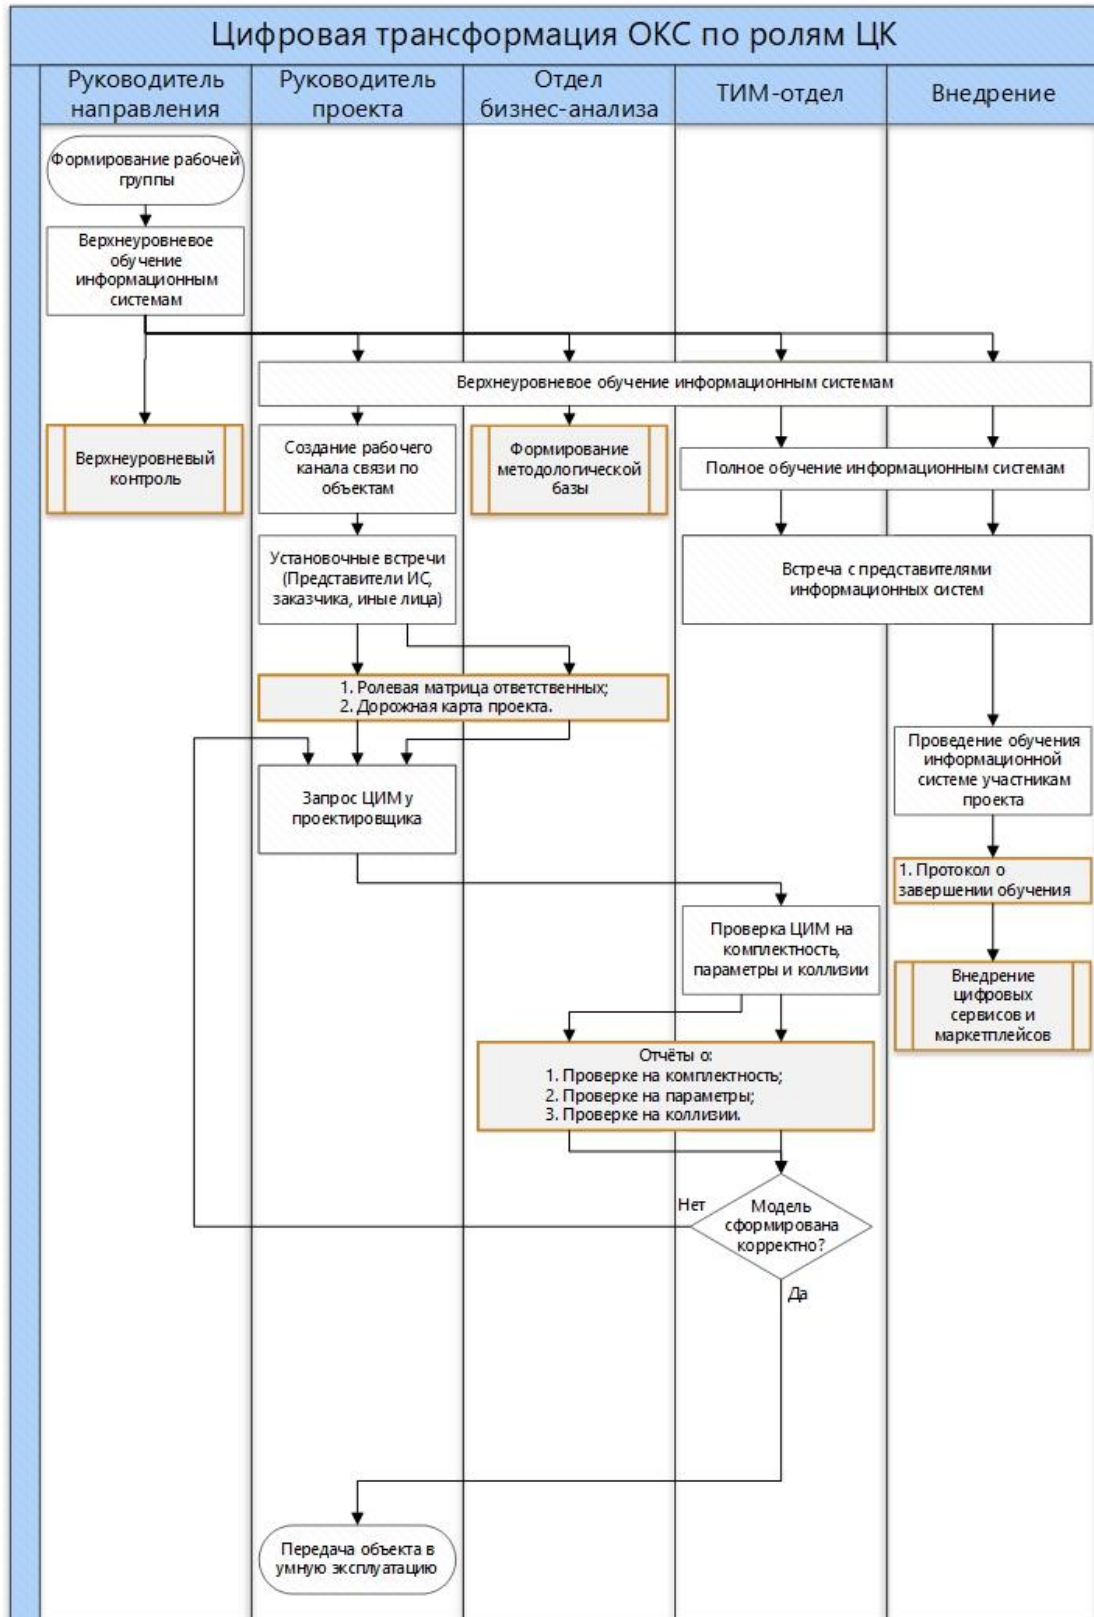 Цифровая трансформация ОКС по ролям ЦК
Руководитель
направления
Руководитель
проекта
Отдел
бизнес-анализа
ТИМ-отдел
Внедрение
Формирование рабочей
группы
Верхнеуровневое
обучение
информационным
системам
Верхнеуровневое обучение информационным системам
Верхнеуровневый
контроль
Создание рабочего
канала связи по
объектам
Формирование
методологической
базы
Полное обучение информационным системам
Установочные встречи
(Представители ИС,
заказчика, иные лица)
Встреча с представителями
информационных систем
1. Ролевая матрица ответственных;
2. Дорожная карта проекта.
Проведение обучения
информационной
системе участникам
проекта
Запрос ЦИМ у
проектировщика
1. Протокол о
завершении обучения
Проверка ЦИМ на
комплектность,
параметры и коллизии
Внедрение
цифровых
сервисов и
маркетплейсов
Отчёты о:
1. Проверке на комплектность;
2. Проверке на параметры;
3. Проверке на коллизии.
Нет
Модель
сформирована
корректно?
Да
Передача объекта в
умную эксплуатацию